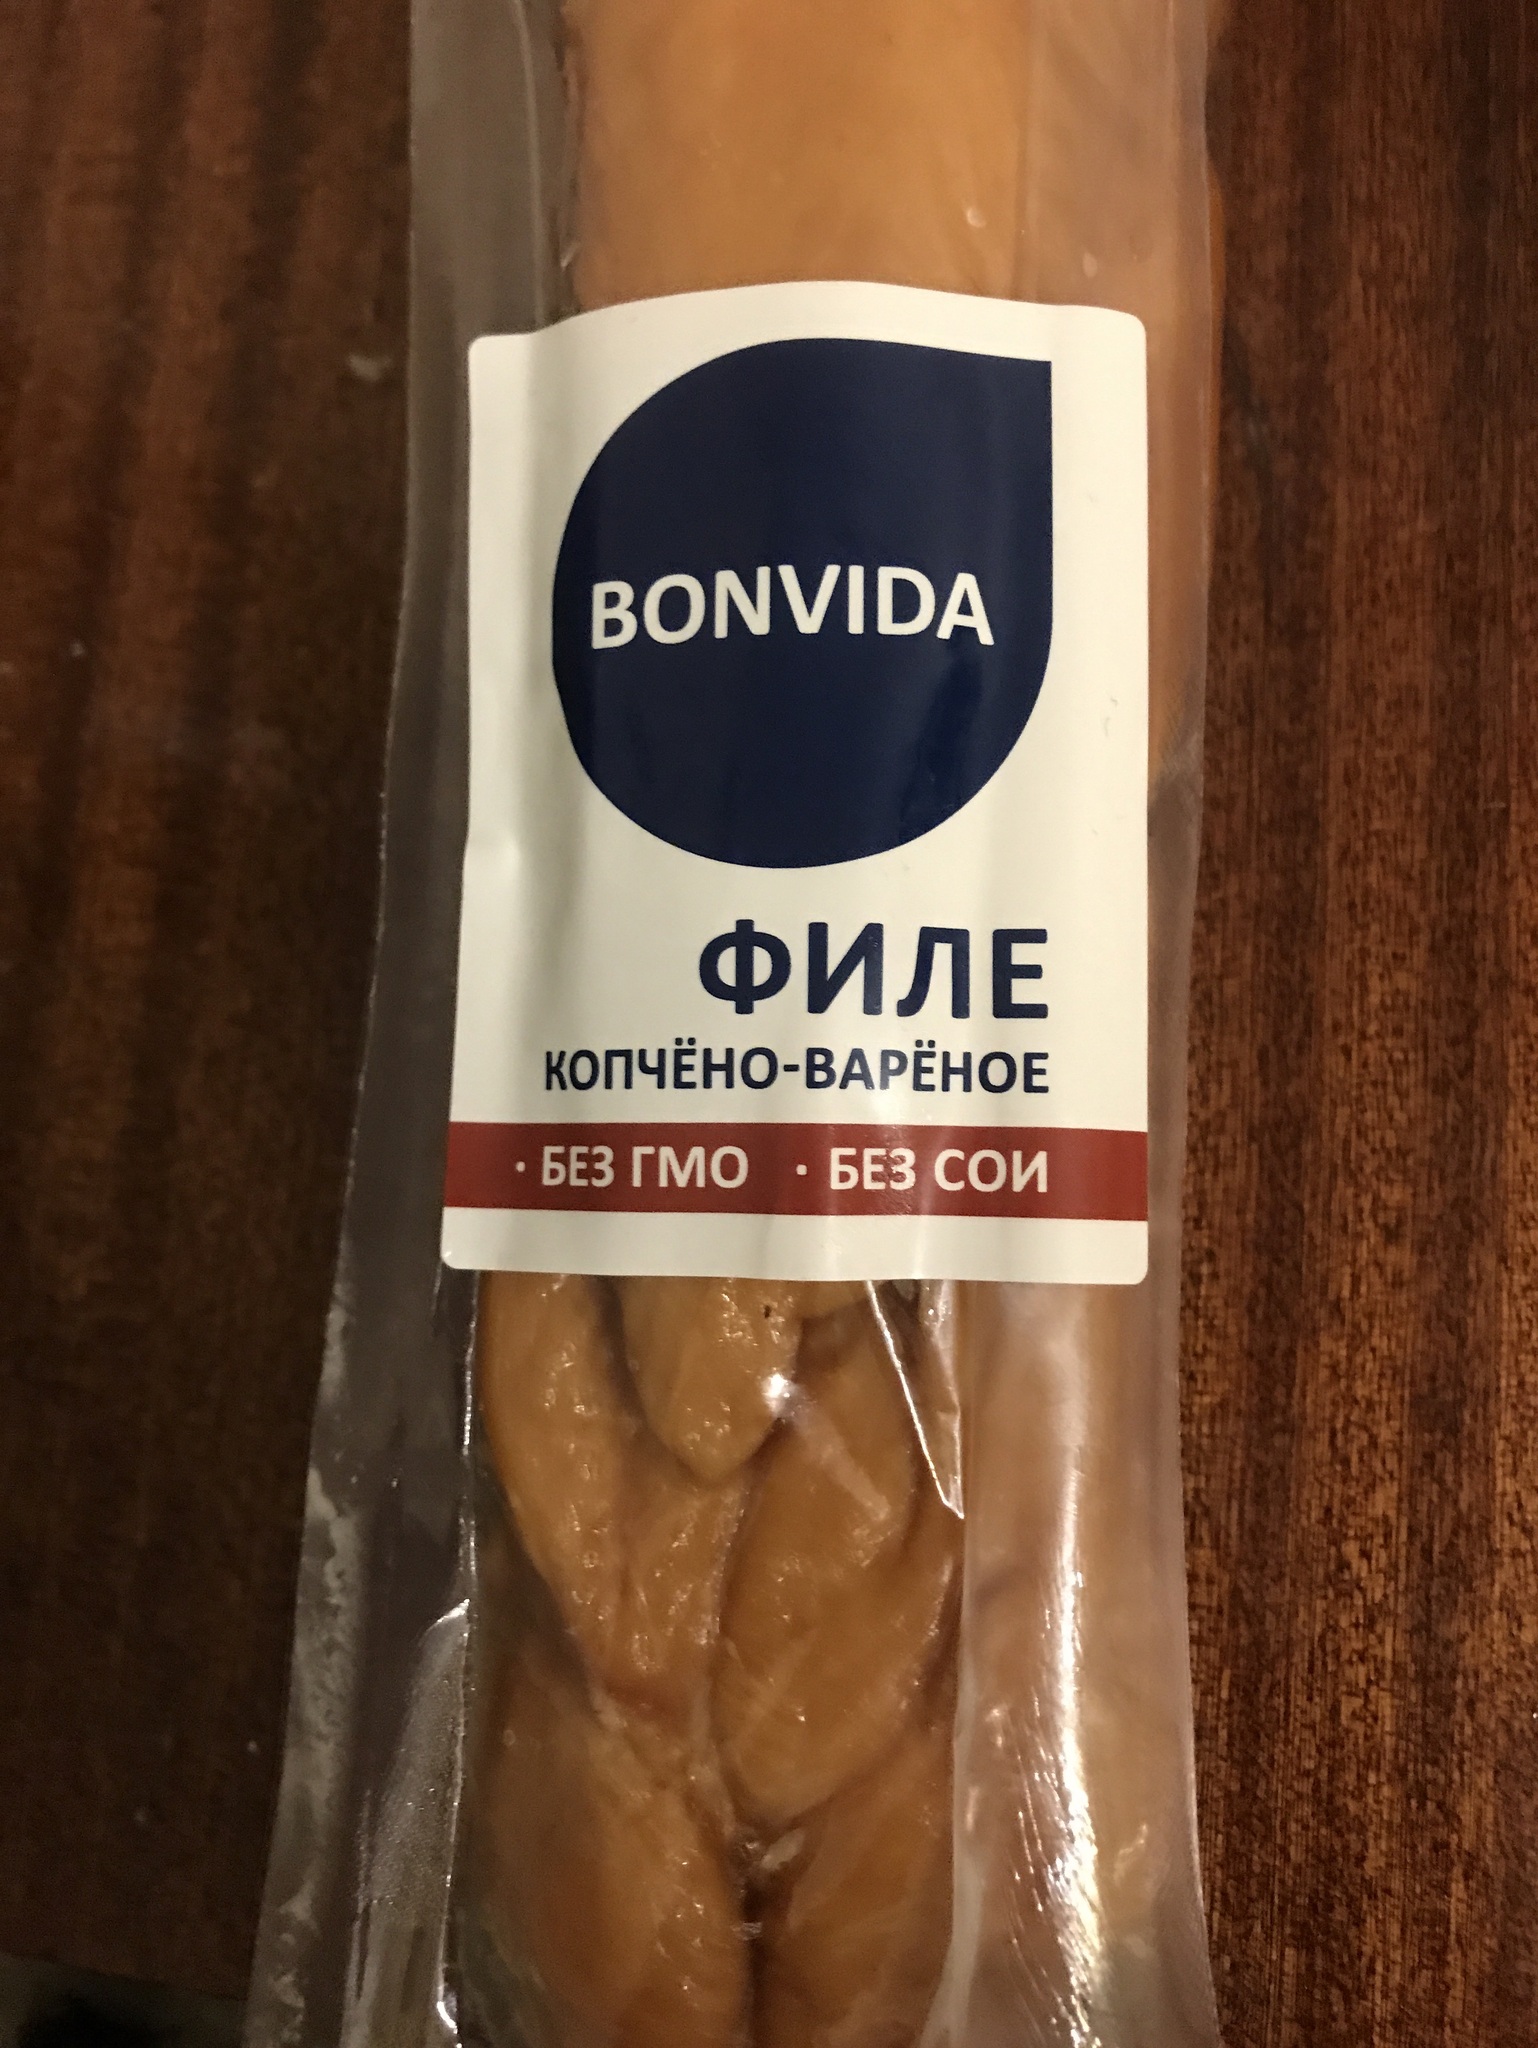 BONVIDA
ФИЛЕ
КОПЧЁНО-ВАРЁНОЕ
· БЕЗ ГМО · БЕЗ СОИ